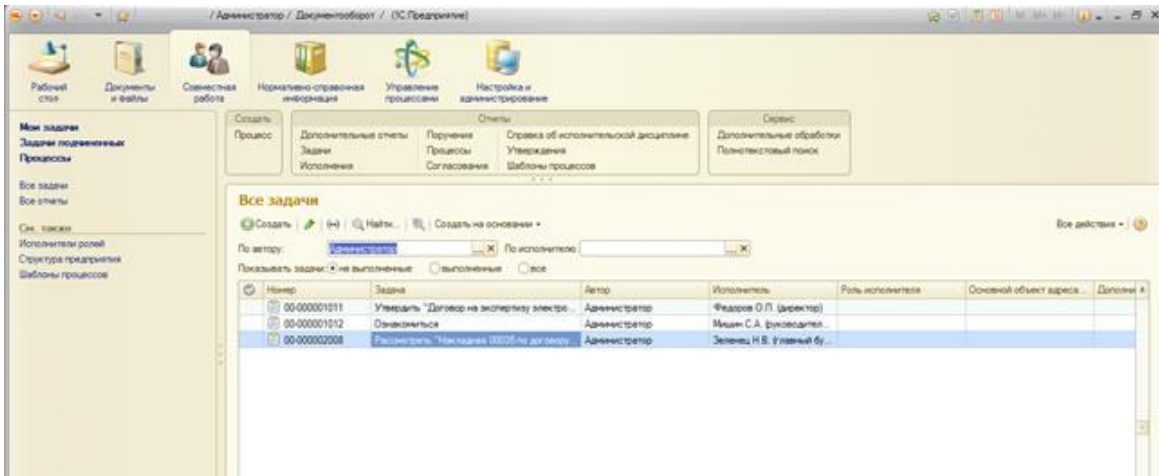 / Администратор / Документооборот / (1С:Предприятие)
M M+ M-
Рабочий стол
Документы и файлы
Совместная работа
Нормативно-справочная информация
Управление процессами
Настройка и администрирование
Мои задачи
Задачи подчиненных
Процессы
Все задачи
Все отчеты
См. также
Исполнители ролей
Структура предприятия
Шаблоны процессов
Создать
Процесс
Отчеты
Дополнительные отчеты Поручения Справка об исполнительской дисциплине
Задачи Процессы Утверждения
Исполнения Согласования Шаблоны процессов
Сервис
Дополнительные обработки
Полнотекстовый поиск
Все задачи
Создать Найти... Создать на основании Все действия
По автору: Администратор ... X По исполнителю: ... X
Показывать задачи: не выполненные выполненные все
Номер Задача Автор Исполнитель Роль исполнителя Основной объект адреса... Дополни
00-000001011 Утвердить "Договор на экспертизу электро... Администратор Федоров О.П. (директор)
00-000001012 Ознакомиться Администратор Мишин С.А. (руководител...
00-000002008 Рассмотреть "Накладная 00035 по договору... Администратор Зеленец Н.В. (главный бу...